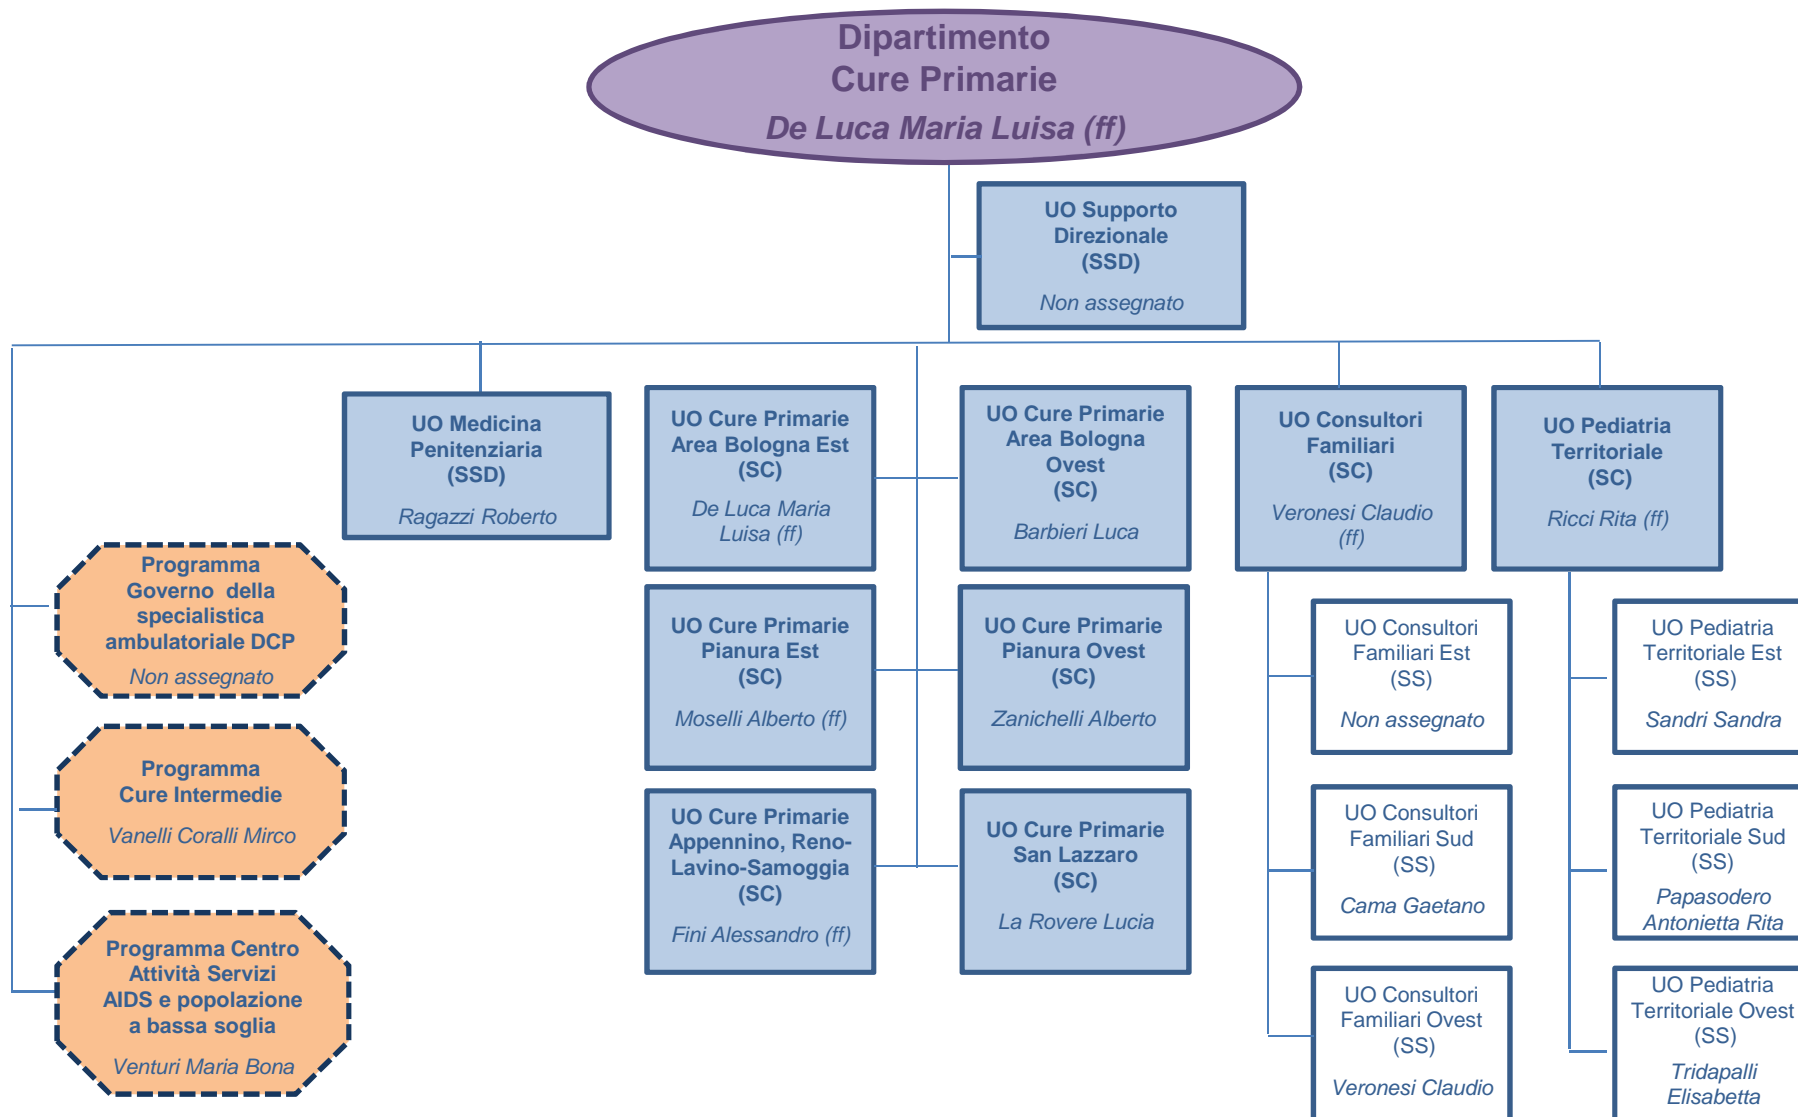 Dipartimento
Cure Primarie
De Luca Maria Luisa (ff)
UO Supporto
Direzionale
(SSD)
Non assegnato
UO Medicina
Penitenziaria
(SSD)
Ragazzi Roberto
UO Cure Primarie
Area Bologna Est
(SC)
De Luca Maria
Luisa (ff)
UO Cure Primarie
Area Bologna
Ovest
(SC)
Barbieri Luca
UO Consultori
Familiari
(SC)
Veronesi Claudio
(ff)
UO Pediatria
Territoriale
(SC)
Ricci Rita (ff)
Programma
Governo della
specialistica
ambulatoriale DCP
Non assegnato
UO Cure Primarie
Pianura Est
(SC)
Moselli Alberto (ff)
UO Cure Primarie
Pianura Ovest
(SC)
Zanichelli Alberto
UO Consultori
Familiari Est
(SS)
Non assegnato
UO Pediatria
Territoriale Est
(SS)
Sandri Sandra
Programma
Cure Intermedie
Vanelli Coralli Mirco
UO Cure Primarie
Appennino, Reno-
Lavino-Samoggia
(SC)
Fini Alessandro (ff)
UO Cure Primarie
San Lazzaro
(SC)
La Rovere Lucia
UO Consultori
Familiari Sud
(SS)
Cama Gaetano
UO Pediatria
Territoriale Sud
(SS)
Papasodero
Antonietta Rita
Programma Centro
Attività Servizi
AIDS e popolazione
a bassa soglia
Venturi Maria Bona
UO Consultori
Familiari Ovest
(SS)
Veronesi Claudio
UO Pediatria
Territoriale Ovest
(SS)
Tridapalli
Elisabetta